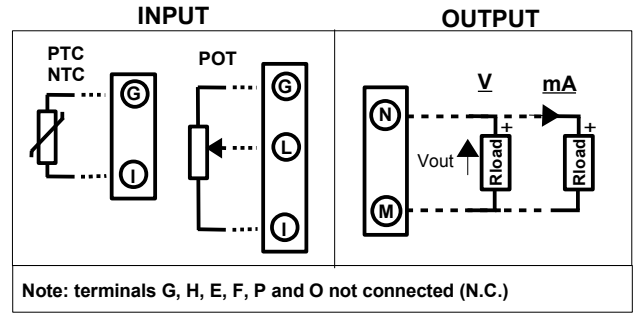 INPUT
OUTPUT
PTC
NTC
G
I
POT
G
L
I
N
M
V
mA
Vout
+
Rload
+
Rload
Note: terminals G, H, E, F, P and O not connected (N.C.)